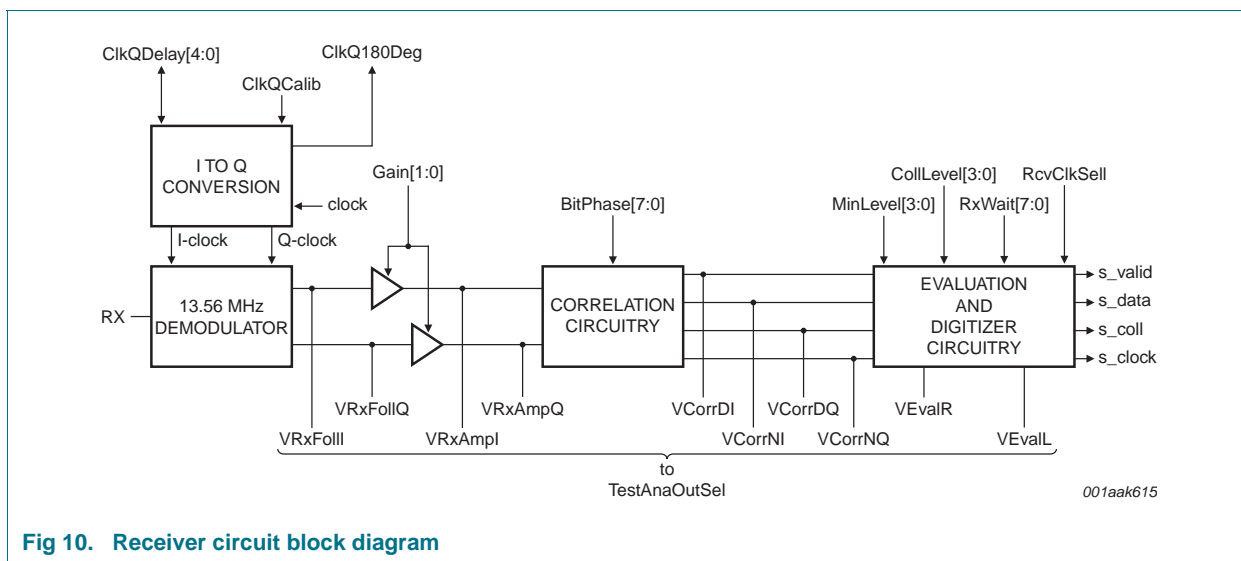 ClkQDelay[4:0]
ClkQ180Deg
ClkQCalib
I TO Q
CONVERSION
clock
I-clock
Q-clock
Gain[1:0]
BitPhase[7:0]
CollLevel[3:0]
RcvClkSell
MinLevel[3:0]
RxWait[7:0]
RX
13.56 MHz
DEMODULATOR
CORRELATION
CIRCUITRY
EVALUATION
AND
DIGITIZER
CIRCUITRY
s_valid
s_data
s_coll
s_clock
VRxFollQ
VRxAmpQ
VCorrDI
VCorrDQ
VEvalR
VRxFollI
VRxAmpI
VCorrNI
VCorrNQ
VEvalL
to
TestAnaOutSel
001aak615
Fig 10. Receiver circuit block diagram